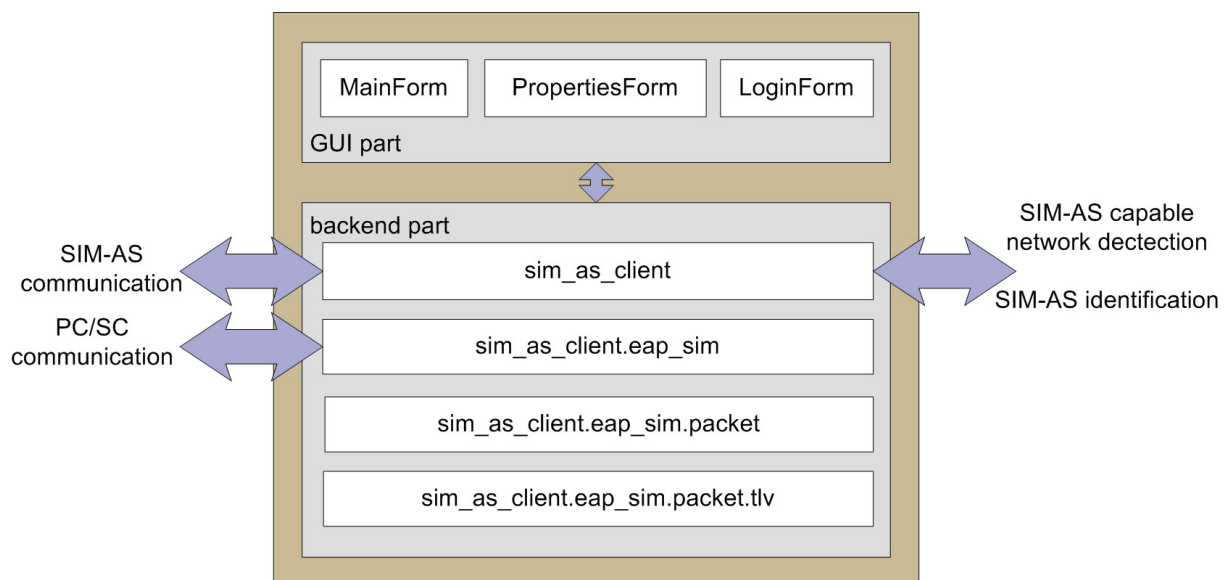 MainForm
PropertiesForm
LoginForm
GUI part
backend part
SIM-AS
communication
sim_as_client
SIM-AS capable
network dectection
SIM-AS identification
PC/SC
communication
sim_as_client.eap_sim
sim_as_client.eap_sim.packet
sim_as_client.eap_sim.packet.tlv